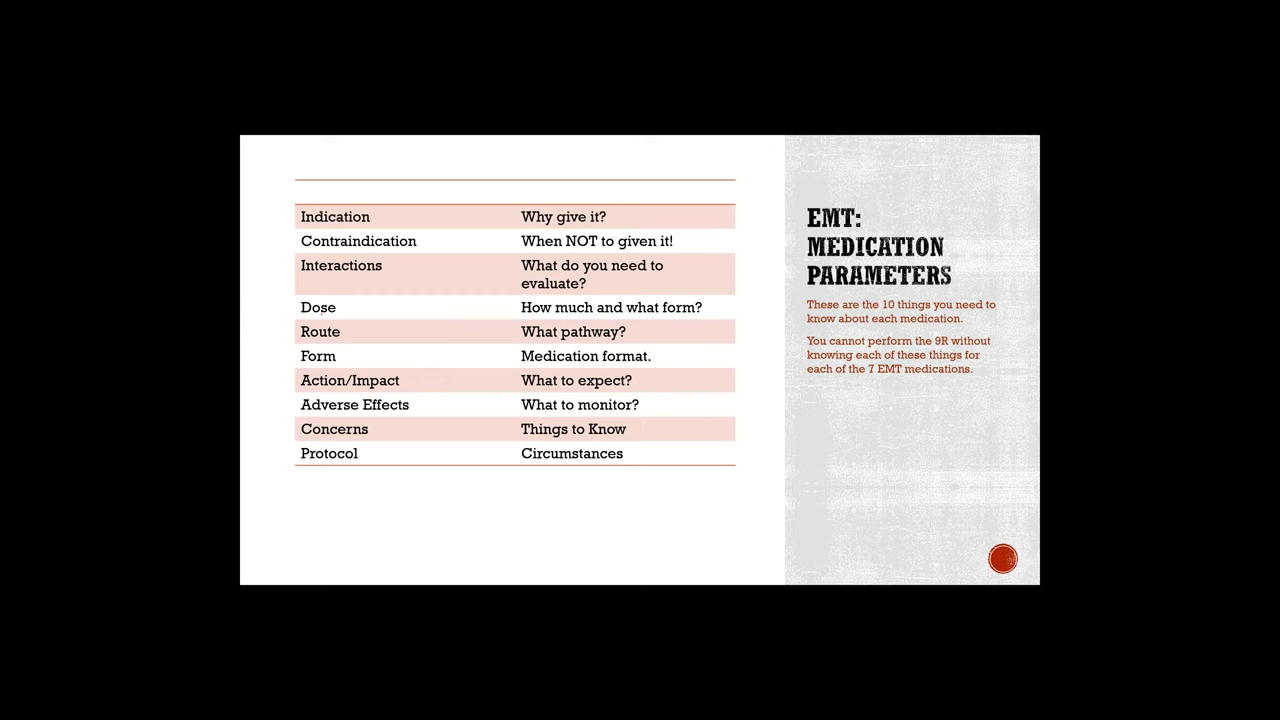 Indication Why give it?
Contraindication When NOT to given it!
Interactions What do you need to
evaluate?
Dose How much and what form?
Route What pathway?
Form Medication format.
Action/Impact What to expect?
Adverse Effects What to monitor?
Concerns Things to Know
Protocol Circumstances
EMT:
MEDICATION
PARAMETERS
These are the 10 things you need to
know about each medication.
You cannot perform the 9R without
knowing each of these things for
each of the 7 EMT medications.